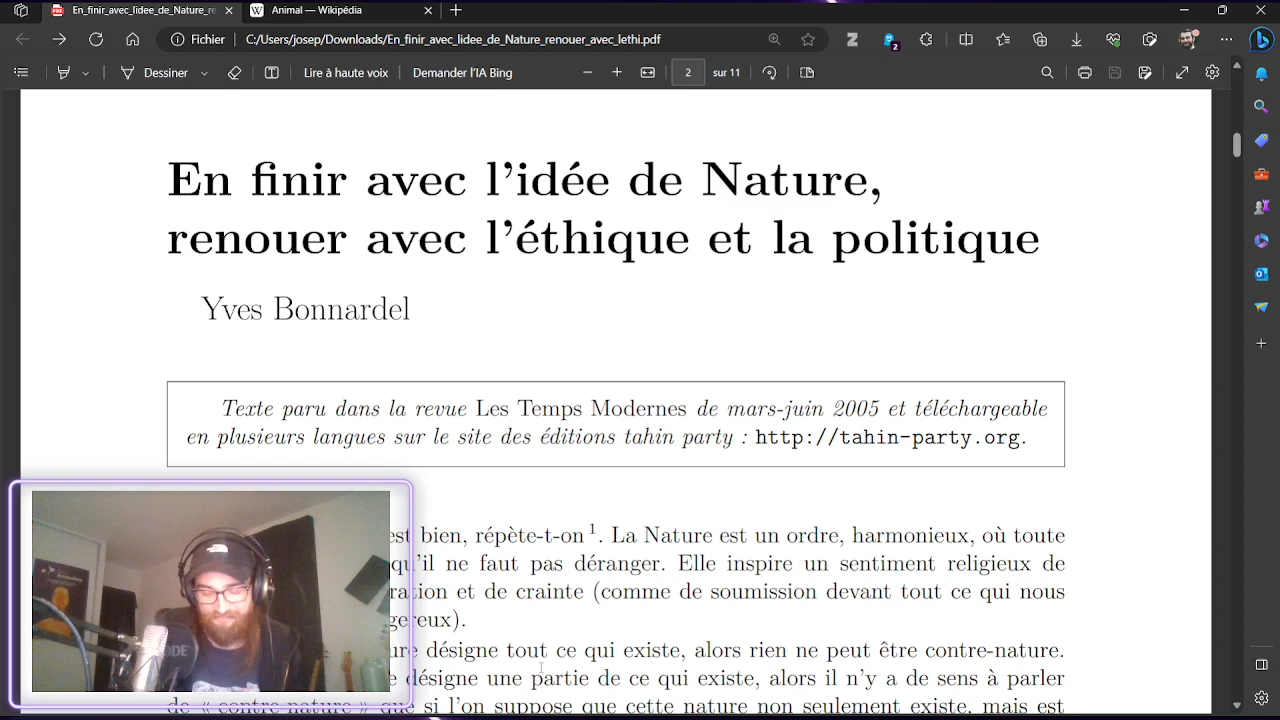 En_finir_avec_lidee_de_Nature_re
Animal — Wikipédia
Fichier
C:/Users/josep/Downloads/En_finir_avec_lidee_de_Nature_renouer_avec_lethi.pdf
2
Dessiner
Lire à haute voix
Demander l'IA Bing
2
sur 11
En finir avec l'idée de Nature,
renouer avec l'éthique et la politique
Yves Bonnardel
Texte paru dans la revue Les Temps Modernes de mars-juin 2005 et téléchargeable
en plusieurs langues sur le site des éditions tahin party : http://tahin-party.org.
est bien, répète-t-on 1. La Nature est un ordre, harmonieux, où toute
qu'il ne faut pas déranger. Elle inspire un sentiment religieux de
ration et de crainte (comme de soumission devant tout ce qui nous
gereux).
ure désigne tout ce qui existe, alors rien ne peut être contre-nature.
e désigne une partie de ce qui existe, alors il n'y a de sens à parler
de « contre-nature » que si l'on suppose que cette nature non seulement existe, mais est